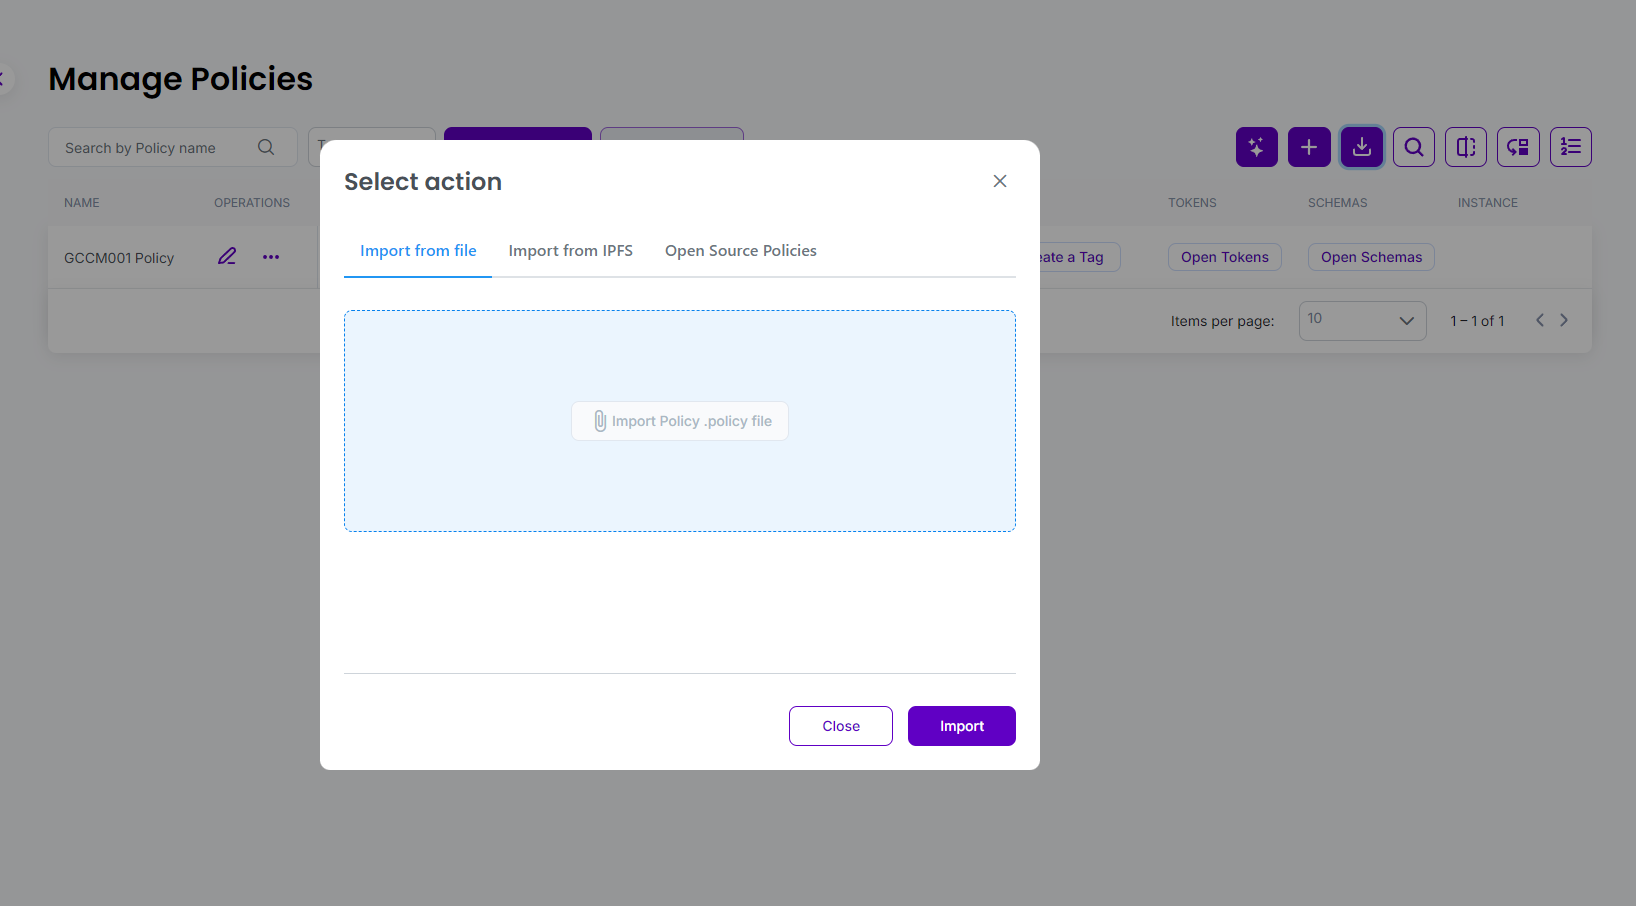 Manage Policies
Search by Policy name
Select action
NAME
OPERATIONS
TOKENS
SCHEMAS
INSTANCE
Import from file
Import from IPFS
Open Source Policies
GCCM001 Policy
a Tag
Open Tokens
Open Schemas
Items per page:
10
1 – 1 of 1
Import Policy .policy file
Close
Import